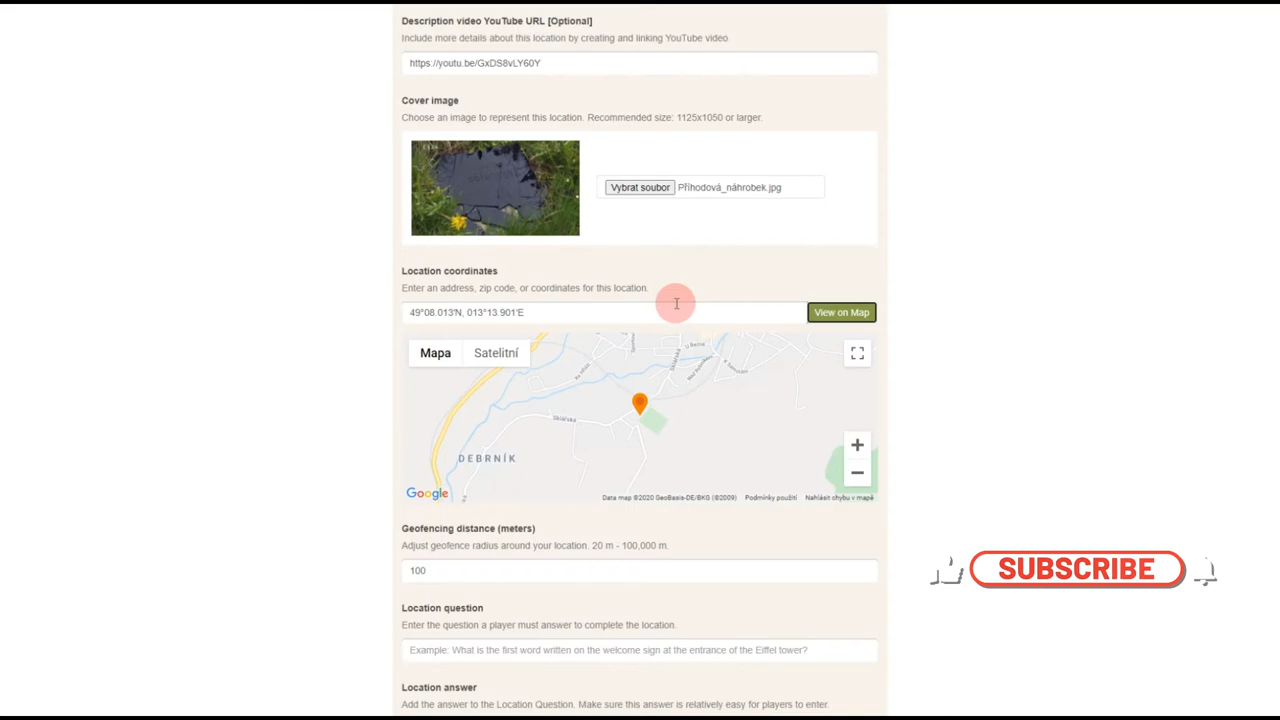 Description video YouTube URL [Optional]
Include more details about this location by creating and linking YouTube video.
https://youtu.be/GxDS8vLY60Y
Cover image
Choose an image to represent this location. Recommended size: 1125x1050 or larger.
Vybrat soubor Příhodová_náhrobek.jpg
Location coordinates
Enter an address, zip code, or coordinates for this location.
49°08.013'N, 013°13.901'E
View on Map
Mapa Satelitní
Sklářská
Sklářská
DEBRNÍK
Google
Data map ©2020 GeoBasis-DE/BKG (©2009) Podmínky použití Nahlásit chybu v mapě
Geofencing distance (meters)
Adjust geofence radius around your location. 20 m - 100,000 m.
100
SUBSCRIBE
Location question
Enter the question a player must answer to complete the location.
Example: What is the first word written on the welcome sign at the entrance of the Eiffel tower?
Location answer
Add the answer to the Location Question. Make sure this answer is relatively easy for players to enter.